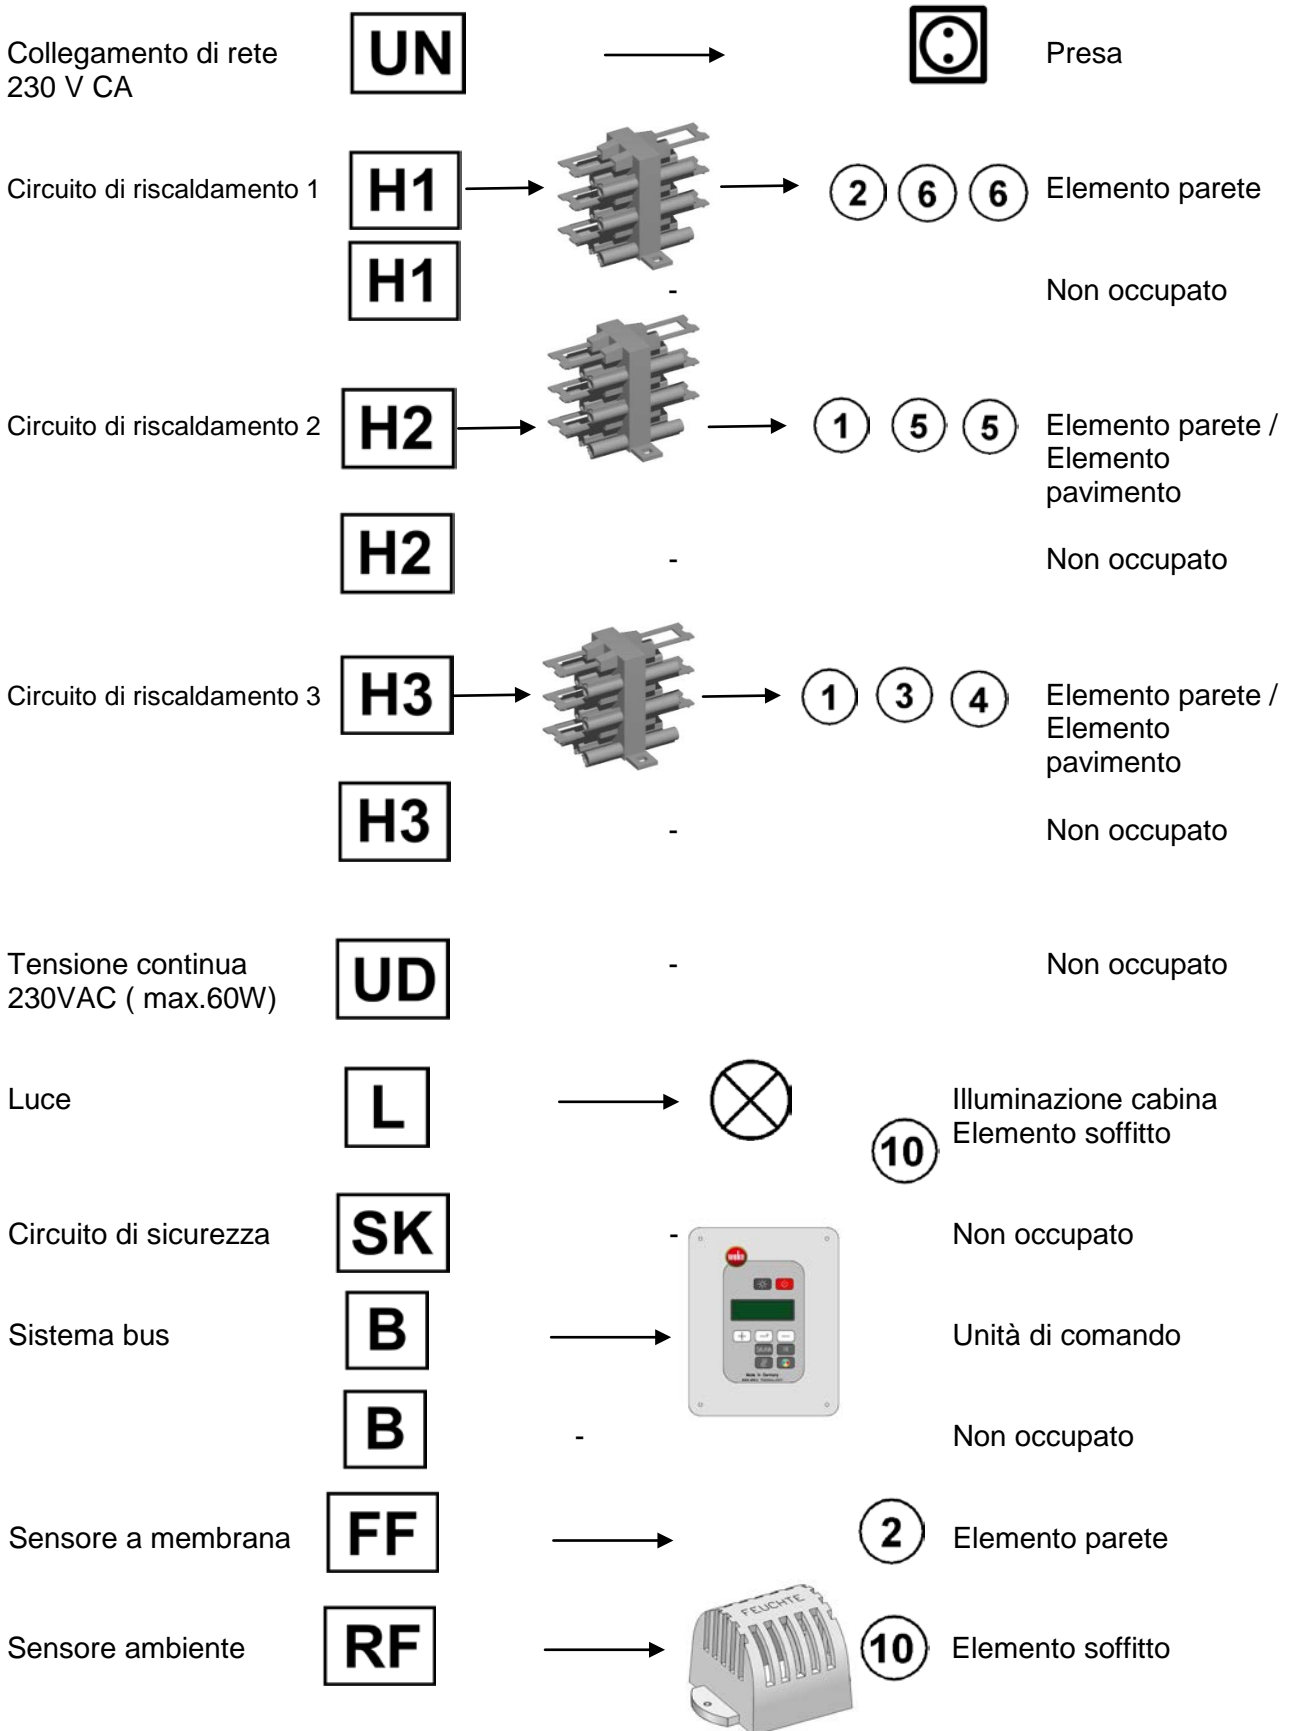 Collegamento di rete
230 V CA
UN
Presa
Circuito di riscaldamento 1
H1
2 6 6
Elemento parete
H1
-
Non occupato
Circuito di riscaldamento 2
H2
1 5 5
Elemento parete /
Elemento
pavimento
H2
-
Non occupato
Circuito di riscaldamento 3
H3
1 3 4
Elemento parete /
Elemento
pavimento
H3
-
Non occupato
Tensione continua
230VAC ( max.60W)
UD
-
Non occupato
Luce
L
10
Illuminazione cabina
Elemento soffitto
Circuito di sicurezza
SK
-
Non occupato
weka
Sistema bus
B
Unità di comando
Made in Germany
B
-
Non occupato
Sensore a membrana
FF
2
Elemento parete
Sensore ambiente
RF
FEUCHTE
10
Elemento soffitto